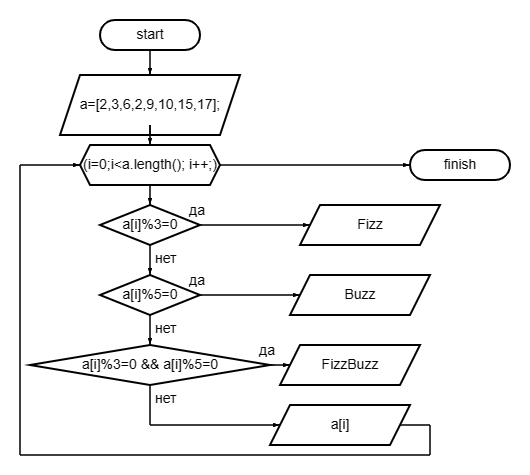 start
a=[2,3,6,2,9,10,15,17];
(i=0;i<a.length(); i++;)
finish
да
a[i]%3=0
Fizz
нет
да
a[i]%5=0
Buzz
нет
да
a[i]%3=0 && a[i]%5=0
FizzBuzz
нет
a[i]